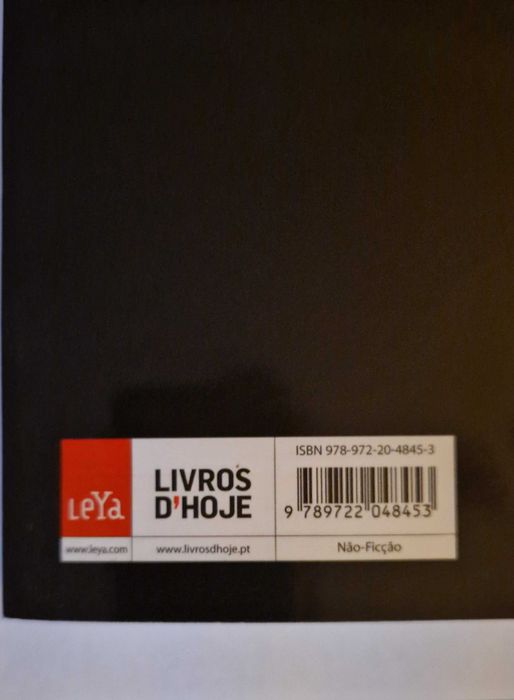 ISBN 978-972-20-4845-3
LeYa
LIVROS
D'HOJE
9 789722 048453
www.leya.com
www.livrosdhoje.pt
Não-Ficção